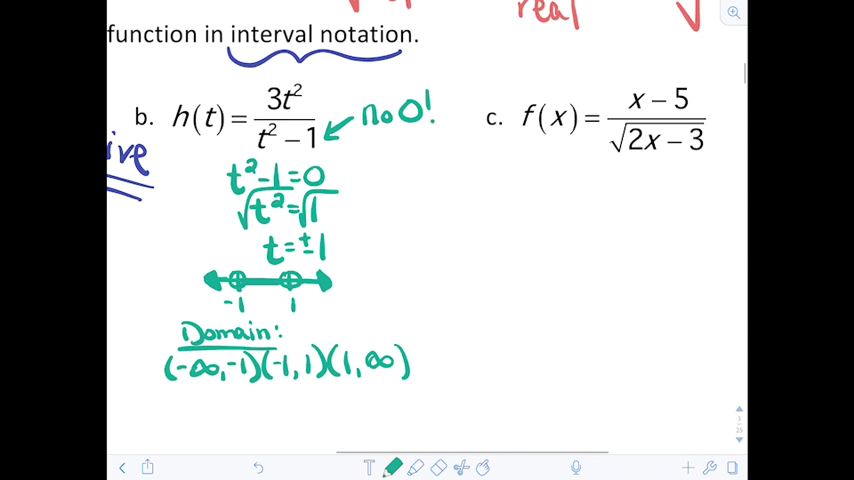 real √
function in interval notation.
b. h(t) = 3t² / t² − 1
no 0!
c. f(x) = x − 5 / √2x − 3
t² − 1 = 0
√t² = √1
t = ± 1
−1 1
Domain:
(−∞, −1)(−1, 1)(1, ∞)